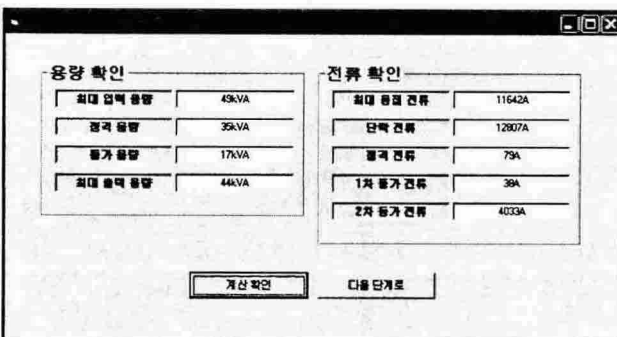 용량 확인
최대 입력 용량 49kVA
정격 용량 35kVA
등가 용량 17kVA
최대 출력 용량 44kVA
전류 확인
최대 용접 전류 11642A
단락 전류 12807A
정격 전류 79A
1차 등가 전류 38A
2차 등가 전류 4033A
계산 확인
다음 단계로